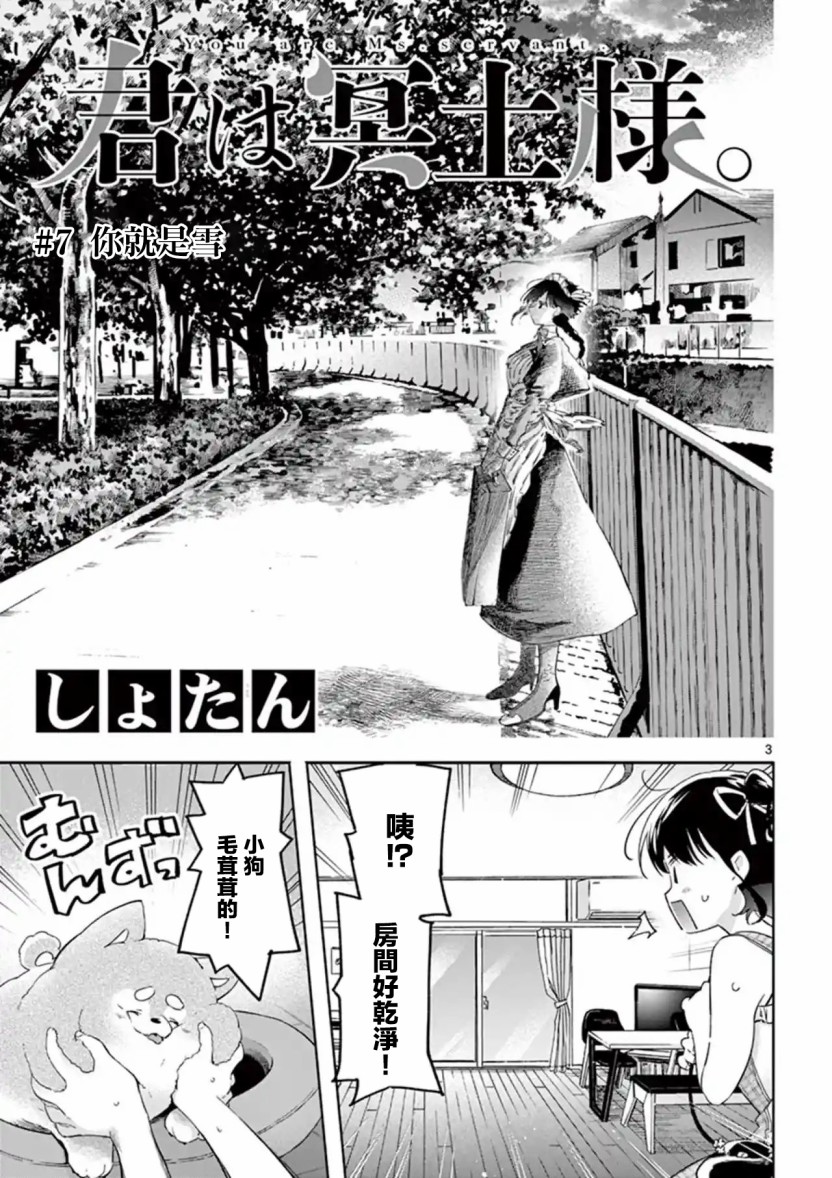 You are Ms. servant.
君は冥土様。
#7 你就是雪
しょたん
3
咦!?
房間好乾淨！
小狗
毛茸茸的！
むんずっ